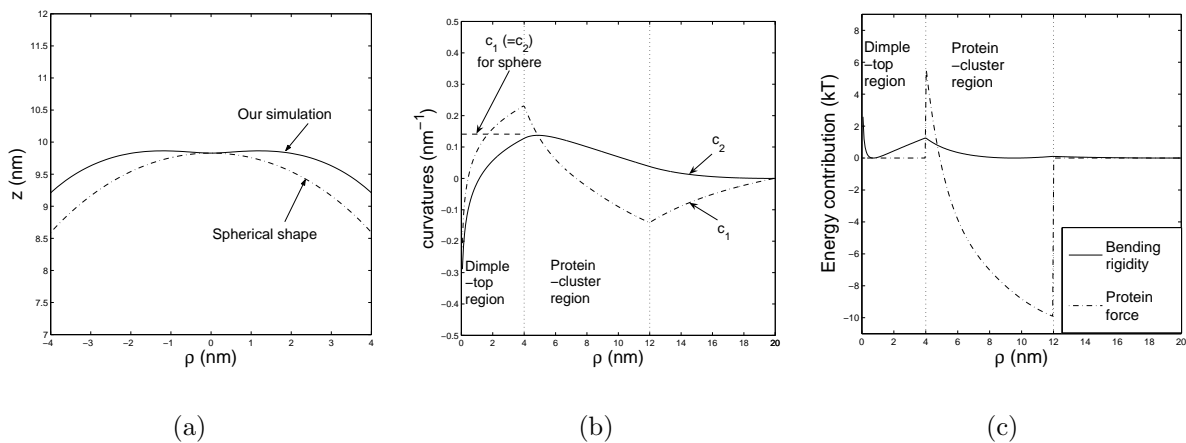 12
11.5
11
10.5
10
9.5
9
8.5
8
7.5
7
z (nm)
Our simulation
Spherical shape
−4 −3 −2 −1 0 1 2 3 4
ρ (nm)
(a)
0.5
0.4
0.3
0.2
0.1
0
−0.1
−0.2
−0.3
−0.4
−0.5
curvatures (nm⁻¹)
c₁ (=c₂)
for sphere
c₂
c₁
Dimple
−top
region
Protein
−cluster
region
0 2 4 6 8 10 12 14 16 18 20
ρ (nm)
(b)
8
6
4
2
0
−2
−4
−6
−8
−10
Energy contribution (kT)
Dimple
−top
region
Protein
−cluster
region
Bending
rigidity
Protein
force
0 2 4 6 8 10 12 14 16 18 20
ρ (nm)
(c)